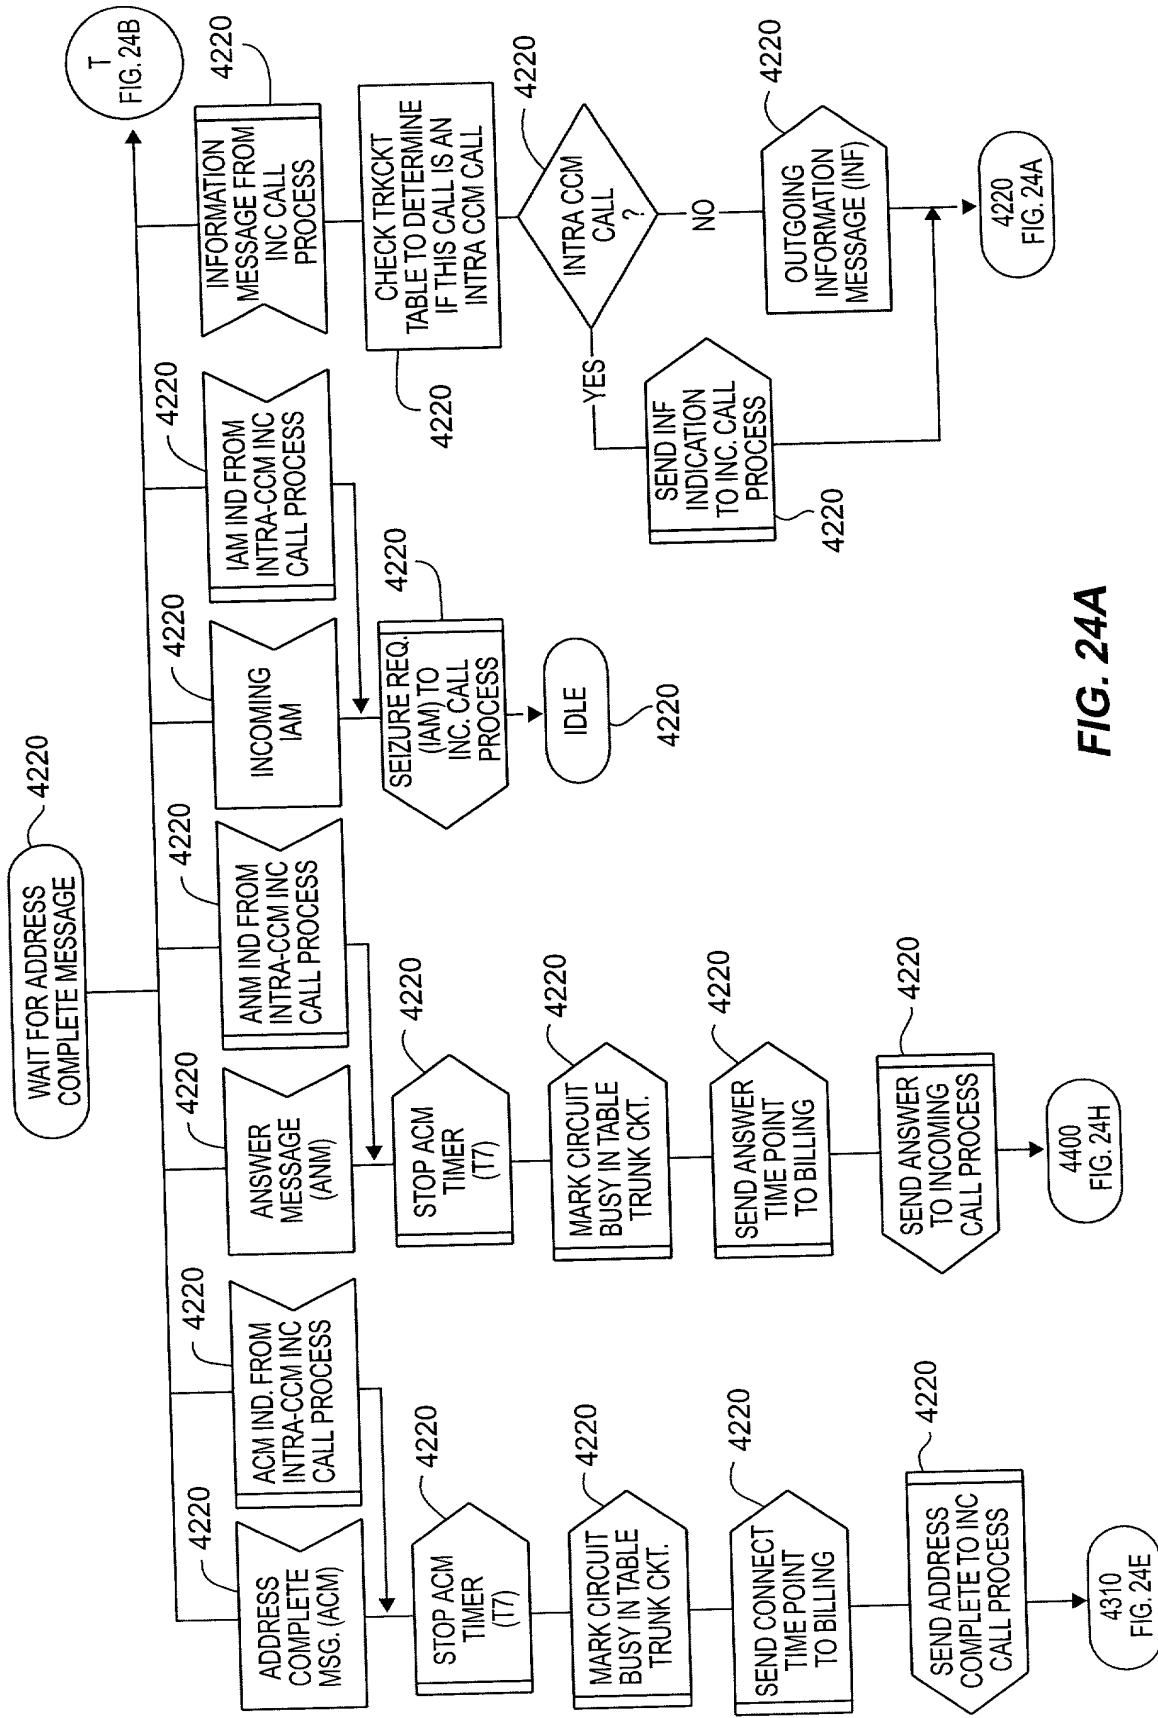 WAIT FOR ADDRESS
COMPLETE MESSAGE
4220
T
FIG. 24B
4220
ADDRESS
COMPLETE
MSG. (ACM)
4220
ACM IND. FROM
INTRA-CCM INC
CALL PROCESS
4220
STOP ACM
TIMER
(T7)
4220
MARK CIRCUIT
BUSY IN TABLE
TRUNK CKT.
4220
SEND CONNECT
TIME POINT
TO BILLING
4220
SEND ADDRESS
COMPLETE TO INC
CALL PROCESS
4220
4310
FIG. 24E
ANSWER
MESSAGE
(ANM)
4220
ANM IND FROM
INTRA-CCM INC
CALL PROCESS
4220
STOP ACM
TIMER
(T7)
4220
MARK CIRCUIT
BUSY IN TABLE
TRUNK CKT.
4220
SEND ANSWER
TIME POINT
TO BILLING
4220
SEND ANSWER
TO INCOMING
CALL PROCESS
4220
4400
FIG. 24H
INCOMING
IAM
4220
IAM IND FROM
INTRA-CCM INC
CALL PROCESS
4220
SEIZURE REQ.
(IAM) TO
INC. CALL
PROCESS
4220
IDLE
4220
INFORMATION
MESSAGE FROM
INC CALL
PROCESS
CHECK TRKCKT
TABLE TO DETERMINE
IF THIS CALL IS AN
INTRA CCM CALL
4220
INTRA CCM
CALL
?
4220
YES
NO
SEND INF
INDICATION
TO INC. CALL
PROCESS
4220
OUTGOING
INFORMATION
MESSAGE (INF)
4220
4220
FIG. 24A
FIG. 24A